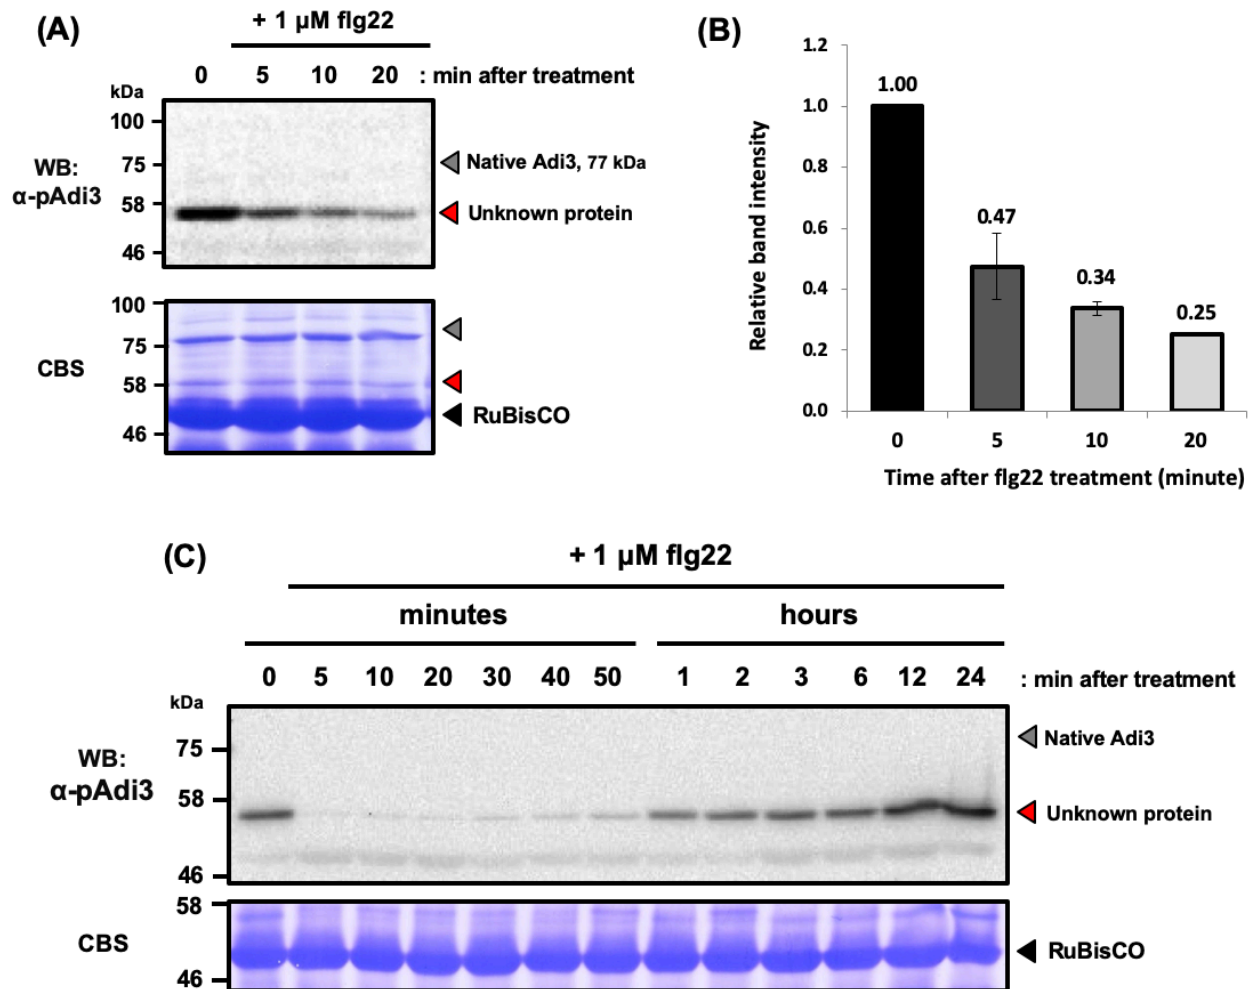 (A)
+ 1 µM flg22
0 5 10 20 : min after treatment
kDa
100
75
58
46
WB:
α-pAdi3
Native Adi3, 77 kDa
Unknown protein
100
75
58
46
CBS
RuBisCO
(B)
Relative band intensity
1.2
1.0
0.8
0.6
0.4
0.2
0.0
1.00
0.47
0.34
0.25
0 5 10 20
Time after flg22 treatment (minute)
(C)
+ 1 µM flg22
minutes hours
0 5 10 20 30 40 50 1 2 3 6 12 24 : min after treatment
kDa
75
58
46
WB:
α-pAdi3
Native Adi3
Unknown protein
58
46
CBS
RuBisCO